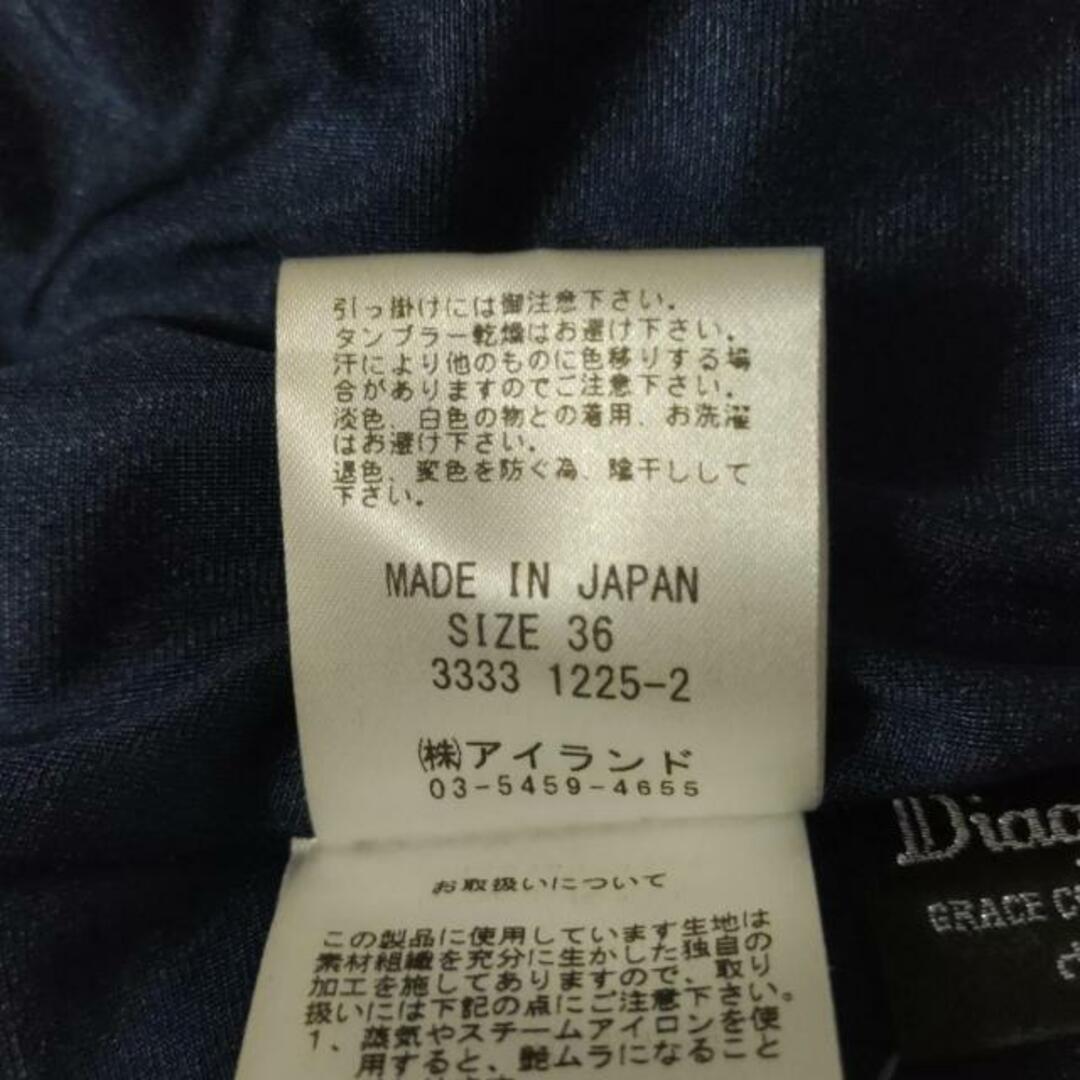 引っ掛けには御注意下さい。
タンブラー乾燥はお避け下さい。
汗により他のものに色移りする場
合がありますのでご注意下さい。
淡色、白色の物との着用、お洗濯
はお避け下さい。
退色、変色を防ぐ為、陰干しして
下さい。
MADE IN JAPAN
SIZE 36
3333 1225-2
㈱アイランド
03-5459-4655
お取扱いについて
この製品に使用しています生地は
素材組織を充分に生かした独自の
加工を施してありますので、取り
扱いには下記の点にご注意下さい。
1、蒸気やスチームアイロンを使
用すると、艶ムラになること
GRACE